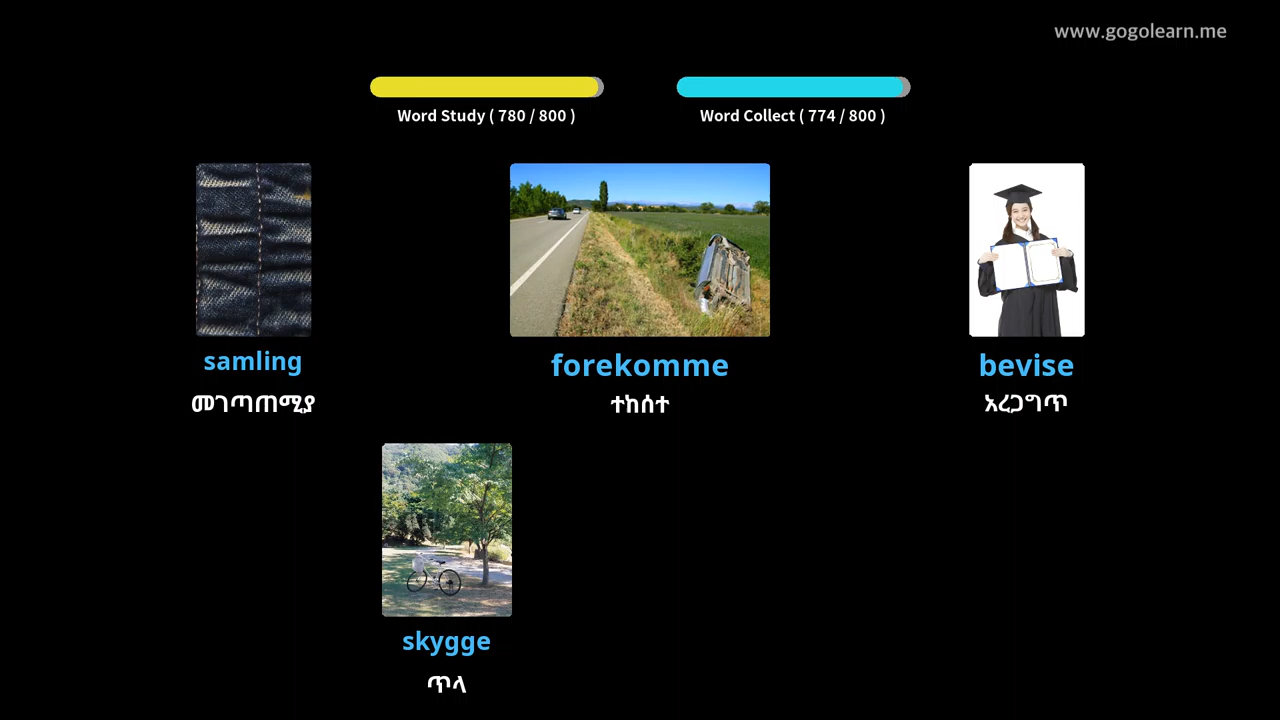 www.gogolearn.me
Word Study ( 780 / 800 )
Word Collect ( 774 / 800 )
samling
መገጣጠሚያ
forekomme
ተከሰተ
bevise
አረጋግጥ
skygge
ጥላ